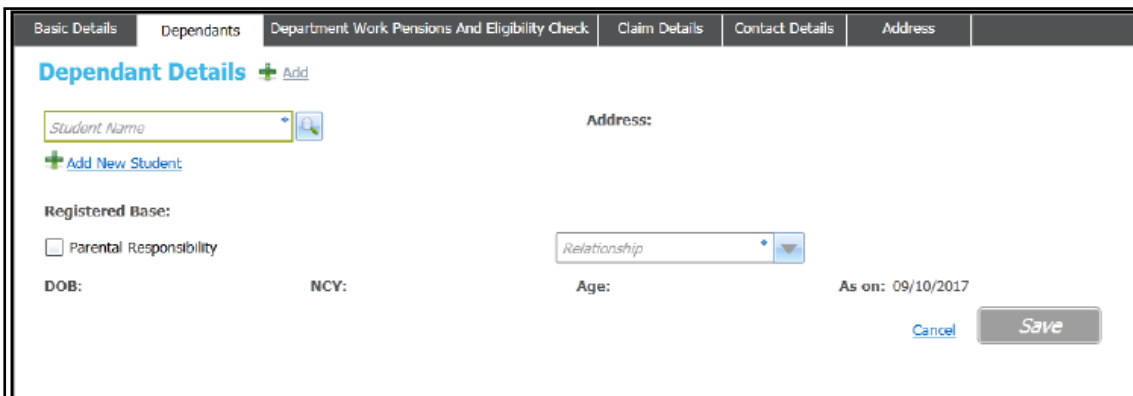 Basic Details Dependants Department Work Pensions And Eligibility Check Claim Details Contact Details Address
Dependant Details Add
Student Name * Address:
Add New Student
Registered Base:
Parental Responsibility Relationship *
DOB: NCY: Age: As on: 09/10/2017
Cancel Save